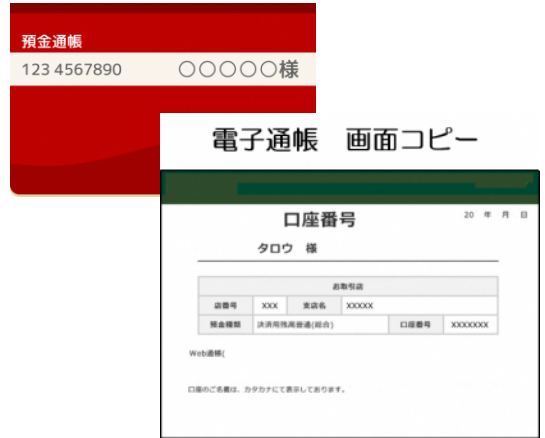 預金通帳
123 4567890 ○○○○○様
電子通帳 画面コピー
口座番号
20 年 月 日
タロウ 様
お取引店
店番号 XXX 支店名 XXXXX
預金種類 決済用残高普通(総合) 口座番号 XXXXXXX
Web通帳(
口座のご名義は、カタカナにて表示しております。